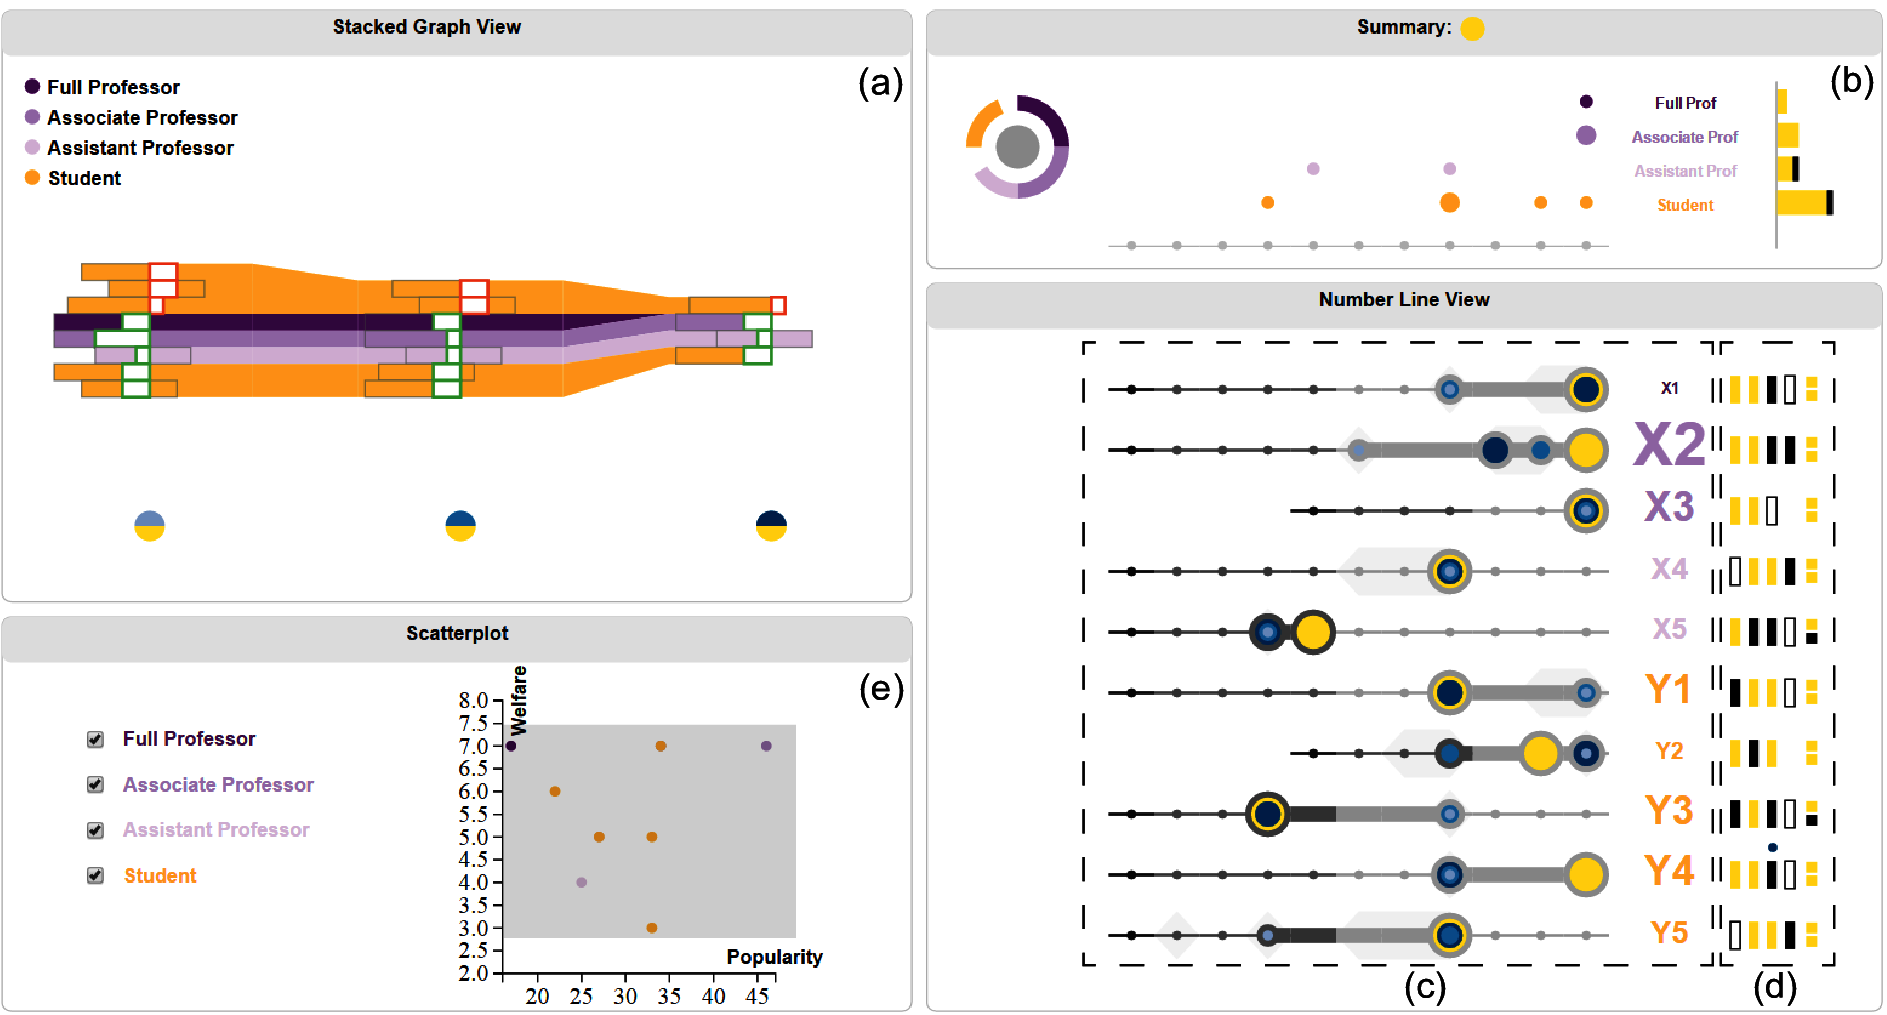 Stacked Graph View
(a)
Full Professor
Associate Professor
Assistant Professor
Student
Summary:
(b)
Full Prof
Associate Prof
Assistant Prof
Student
Number Line View
X1
X2
X3
X4
X5
Y1
Y2
Y3
Y4
Y5
(c)
(d)
Scatterplot
(e)
Full Professor
Associate Professor
Assistant Professor
Student
Welfare
8.0
7.5
7.0
6.5
6.0
5.5
5.0
4.5
4.0
3.5
3.0
2.5
2.0
Popularity
20 25 30 35 40 45